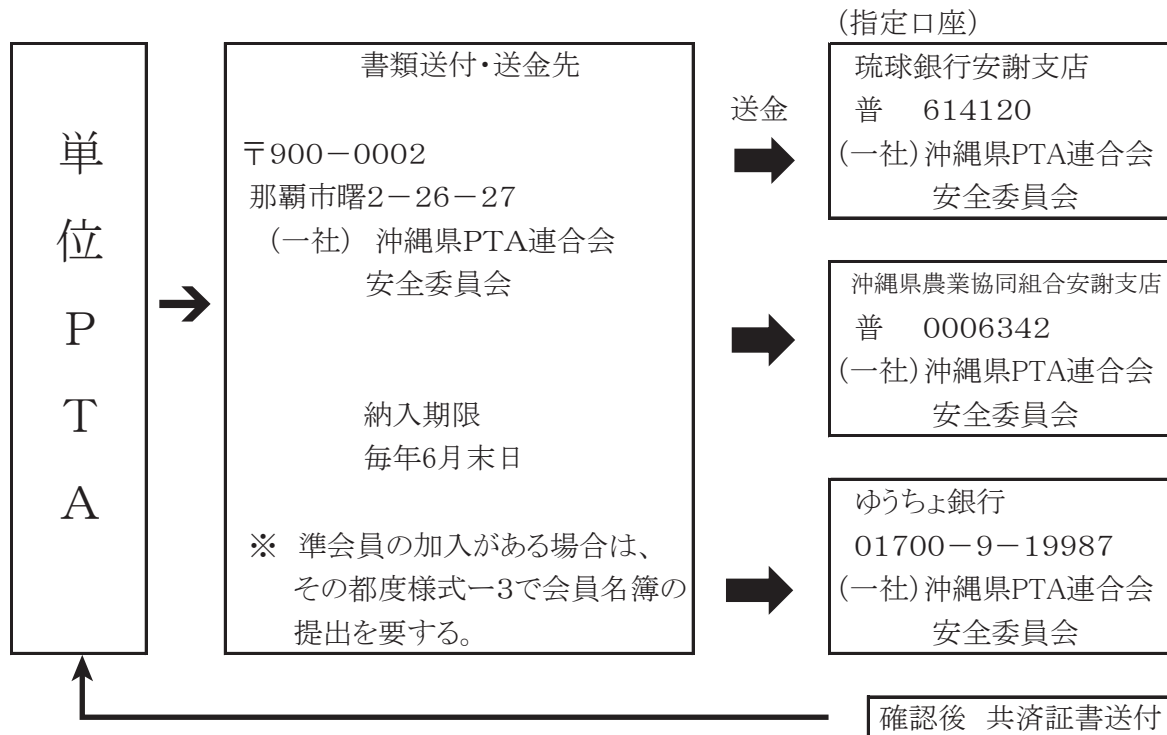 単
位
P
T
A
書類送付・送金先
〒900－0002
那覇市曙2－26－27
(一社) 沖縄県PTA連合会
安全委員会
納入期限
毎年6月末日
※ 準会員の加入がある場合は、
その都度様式ー3で会員名簿の
提出を要する。
送金
(指定口座)
琉球銀行安謝支店
普 614120
(一社)沖縄県PTA連合会
安全委員会
沖縄県農業協同組合安謝支店
普 0006342
(一社)沖縄県PTA連合会
安全委員会
ゆうちょ銀行
01700－9－19987
(一社)沖縄県PTA連合会
安全委員会
確認後 共済証書送付